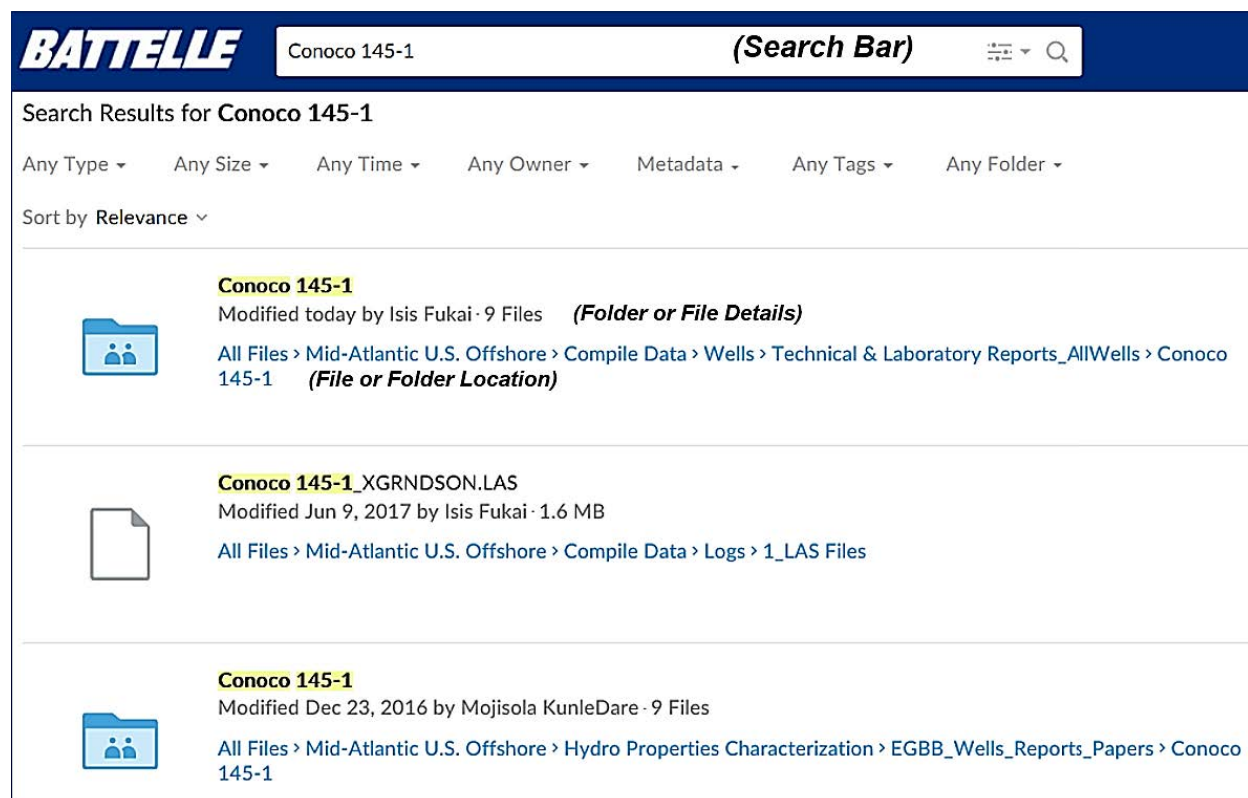 BATTELLE Conoco 145-1 (Search Bar)
Search Results for Conoco 145-1
Any Type Any Size Any Time Any Owner Metadata Any Tags Any Folder
Sort by Relevance
Conoco 145-1
Modified today by Isis Fukai · 9 Files (Folder or File Details)
All Files > Mid-Atlantic U.S. Offshore > Compile Data > Wells > Technical & Laboratory Reports_AllWells > Conoco
145-1 (File or Folder Location)
Conoco 145-1_XGRNDSON.LAS
Modified Jun 9, 2017 by Isis Fukai · 1.6 MB
All Files > Mid-Atlantic U.S. Offshore > Compile Data > Logs > 1_LAS Files
Conoco 145-1
Modified Dec 23, 2016 by Mojisola KunleDare · 9 Files
All Files > Mid-Atlantic U.S. Offshore > Hydro Properties Characterization > EGBB_Wells_Reports_Papers > Conoco
145-1